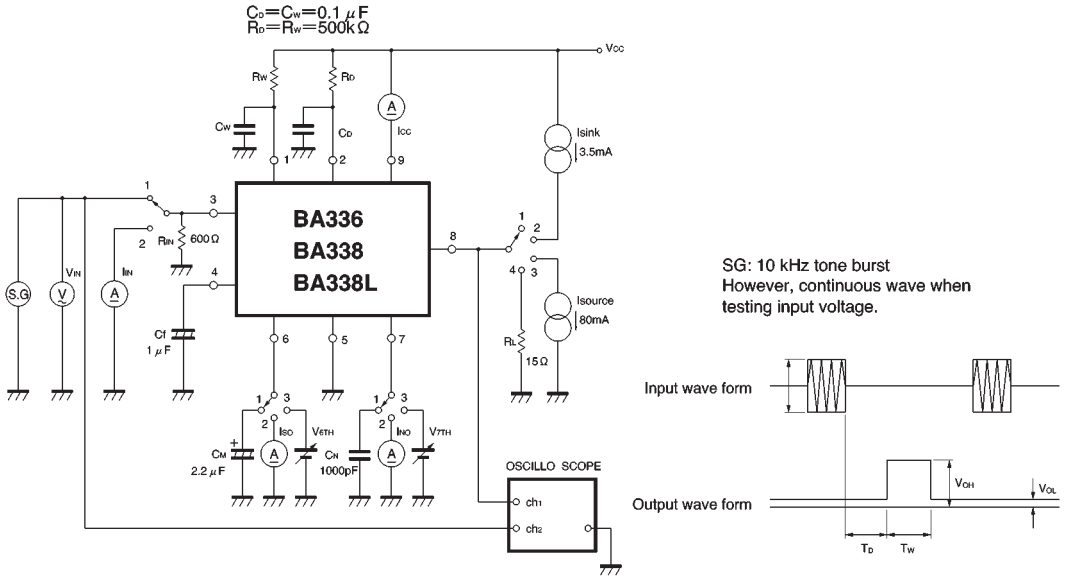 CD=CW=0.1 μF
RD=RW=500kΩ
VCC
RW
RD
A
ICC
CW
CD
1
2
9
Isink
3.5mA
1
3
2
RIN
600Ω
BA336
BA338
BA338L
8
1
2
4
3
4
S.G
VIN
V
IIN
A
Cf
1 μF
6
5
7
Isource
80mA
RL
15Ω
SG: 10 kHz tone burst
However, continuous wave when
testing input voltage.
Input wave form
1
3
2
ISO
V6TH
+
CM
2.2 μF
A
1
3
2
INO
V7TH
CN
1000pF
A
OSCILLO SCOPE
ch1
ch2
Output wave form
VOH
VOL
TD
TW